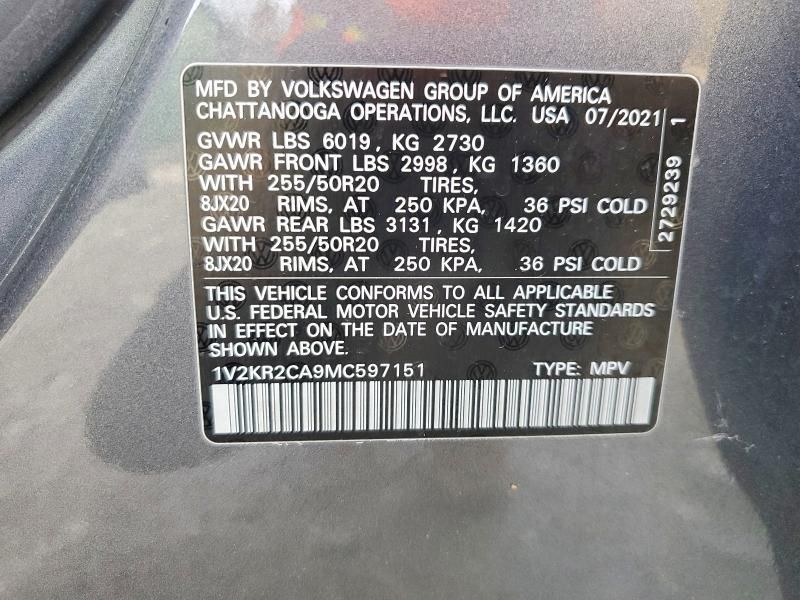 MFD BY VOLKSWAGEN GROUP OF AMERICA
CHATTANOOGA OPERATIONS, LLC. USA 07/2021
GVWR LBS 6019, KG 2730
GAWR FRONT LBS 2998, KG 1360
WITH 255/50R20 TIRES,
8JX20 RIMS, AT 250 KPA, 36 PSI COLD
GAWR REAR LBS 3131, KG 1420
WITH 255/50R20 TIRES,
8JX20 RIMS, AT 250 KPA, 36 PSI COLD
2729239 1
THIS VEHICLE CONFORMS TO ALL APPLICABLE
U.S. FEDERAL MOTOR VEHICLE SAFETY STANDARDS
IN EFFECT ON THE DATE OF MANUFACTURE
SHOWN ABOVE.
1V2KR2CA9MC597151 TYPE: MPV